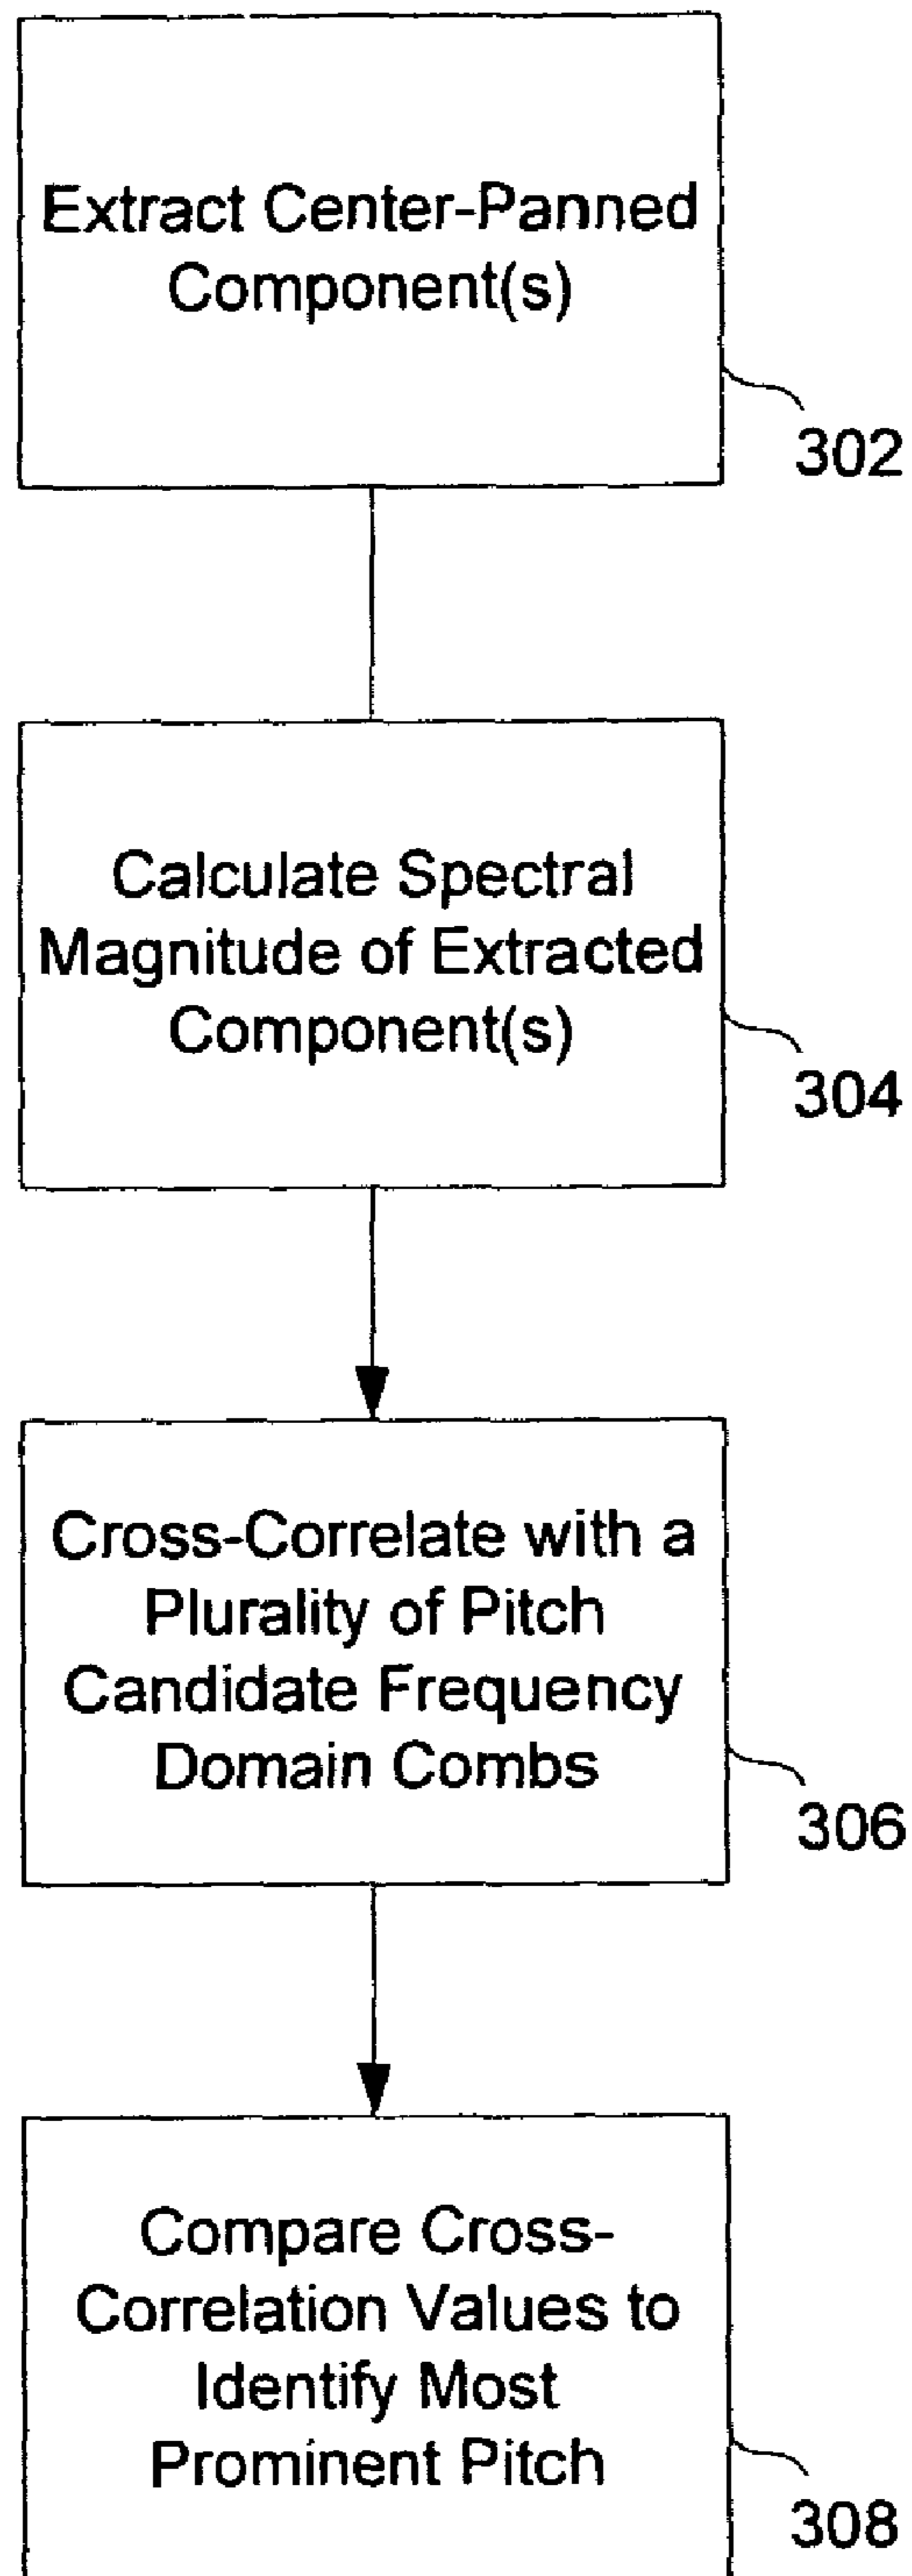 Extract Center-Panned
Component(s)
302
Calculate Spectral
Magnitude of Extracted
Component(s)
304
Cross-Correlate with a
Plurality of Pitch
Candidate Frequency
Domain Combs
306
Compare Cross-
Correlation Values to
Identify Most
Prominent Pitch
308